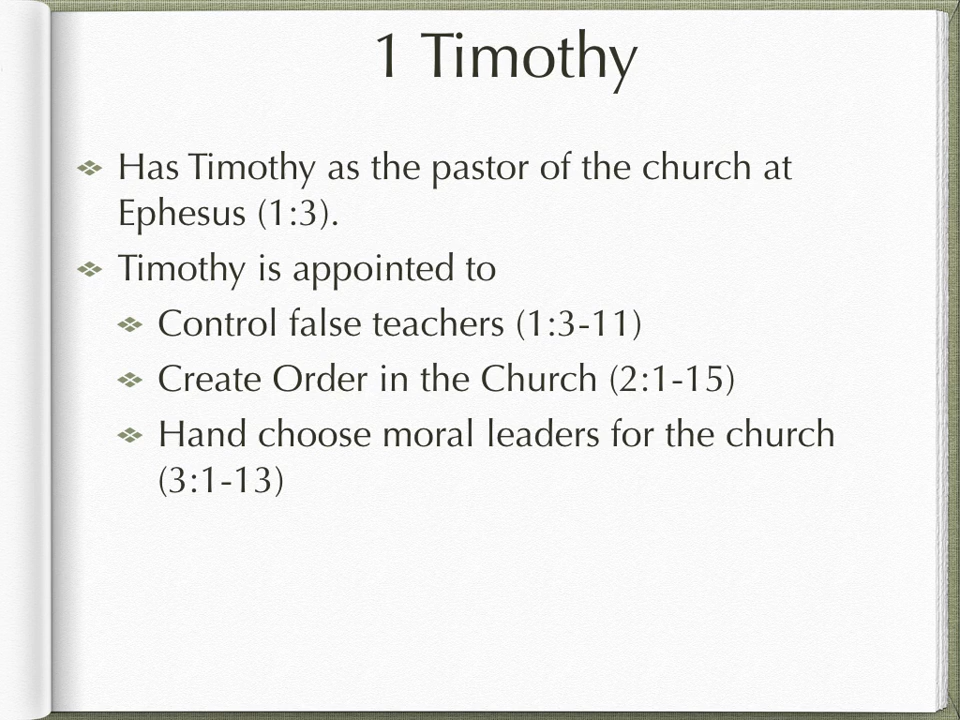 1 Timothy
Has Timothy as the pastor of the church at
Ephesus (1:3).
Timothy is appointed to
Control false teachers (1:3-11)
Create Order in the Church (2:1-15)
Hand choose moral leaders for the church
(3:1-13)